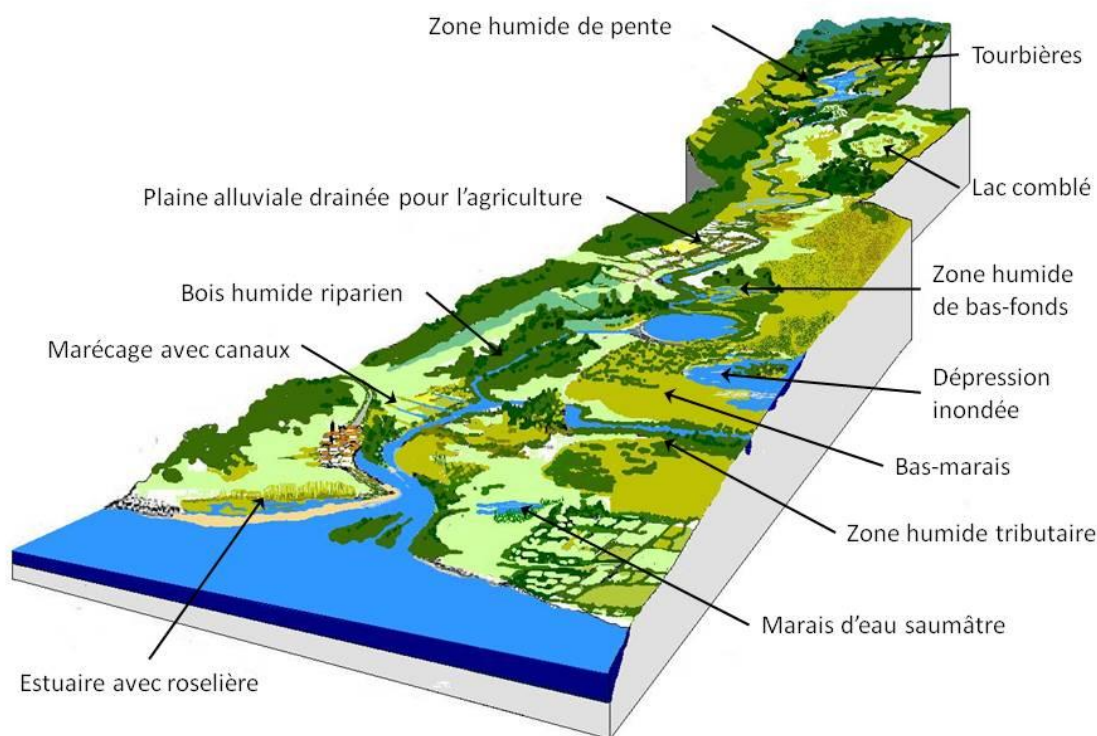 Zone humide de pente
Tourbières
Lac comblé
Plaine alluviale drainée pour l'agriculture
Zone humide
de bas-fonds
Bois humide riparien
Marécage avec canaux
Dépression
inondée
Bas-marais
Zone humide tributaire
Marais d'eau saumâtre
Estuaire avec roselière